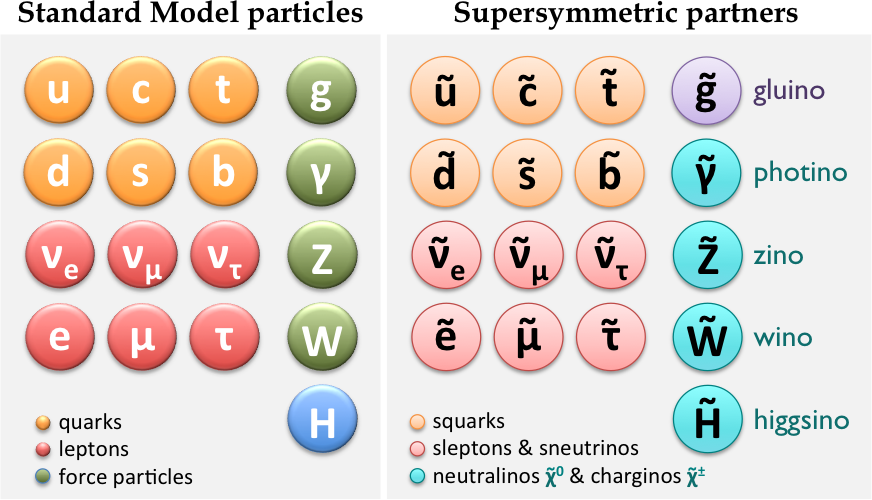 Standard Model particles
u c t g
d s b γ
νe νμ ντ Z
e μ τ W
H
quarks
leptons
force particles
Supersymmetric partners
ũ c̃ t̃ g̃ gluino
d̃ s̃ b̃ γ̃ photino
ν̃e ν̃μ ν̃τ Z̃ zino
ẽ μ̃ τ̃ W̃ wino
H̃ higgsino
squarks
sleptons & sneutrinos
neutralinos χ̃⁰ & charginos χ̃±